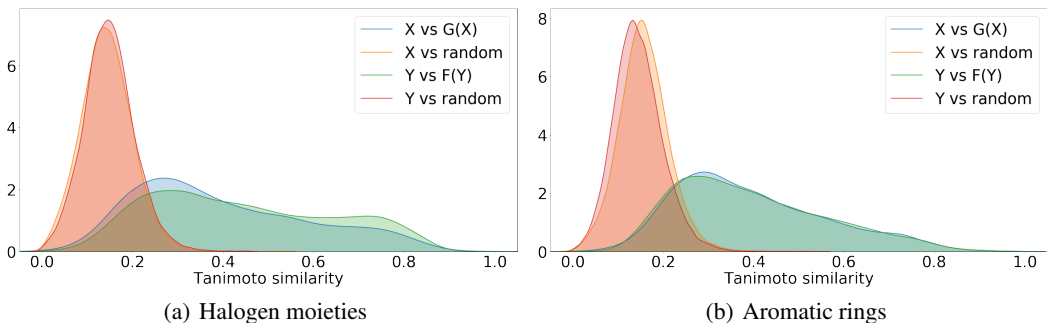 6
4
2
0
0.0 0.2 0.4 0.6 0.8 1.0
Tanimoto similarity
X vs G(X)
X vs random
Y vs F(Y)
Y vs random
(a) Halogen moieties
8
6
4
2
0
0.0 0.2 0.4 0.6 0.8 1.0
Tanimoto similarity
X vs G(X)
X vs random
Y vs F(Y)
Y vs random
(b) Aromatic rings